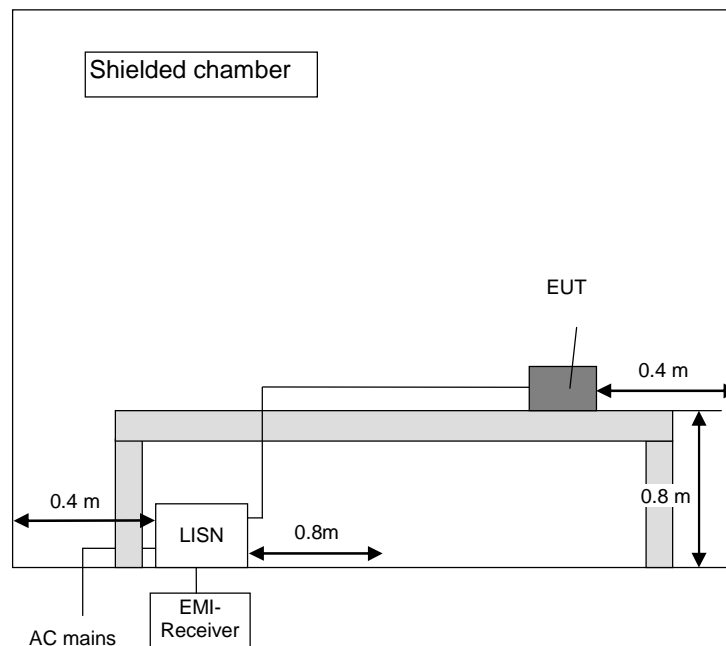 Shielded chamber
EUT
0.4 m
0.4 m
0.8 m
LISN
0.8m
EMI-
Receiver
AC mains